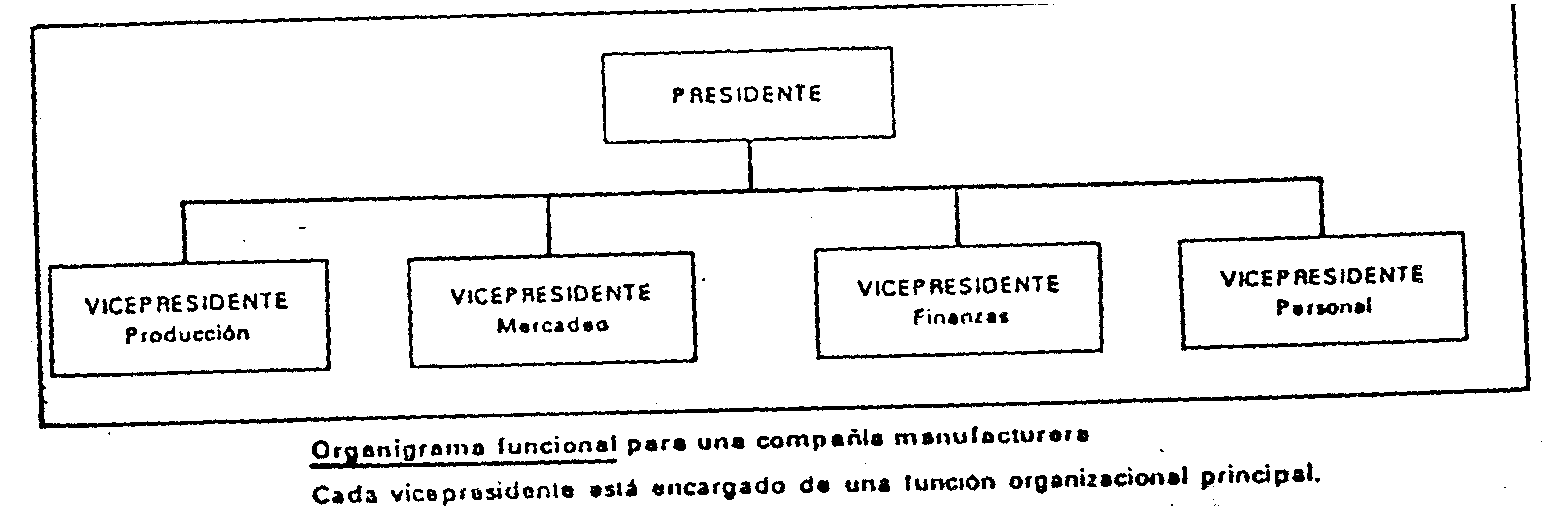 PRESIDENTE
VICEPRESIDENTE
Producción
VICEPRESIDENTE
Mercadeo
VICEPRESIDENTE
Finanzas
VICEPRESIDENTE
Personal
Organigrama funcional para una compañía manufacturera
Cada vicepresidente está encargado de una función organizacional principal.